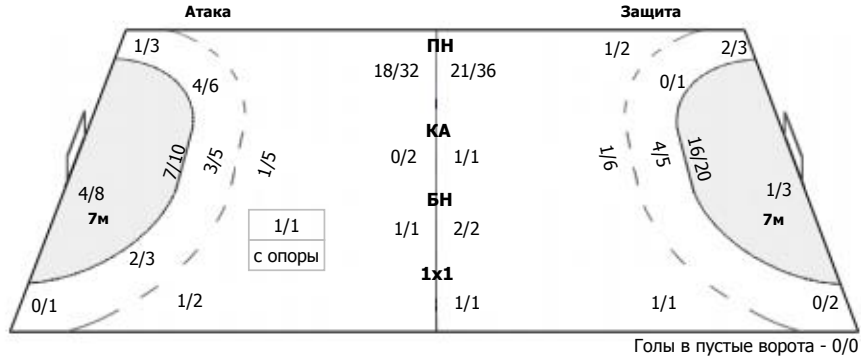 Атака Защита
1/3 ПН 1/2 2/3
18/32 21/36
4/6 0/1
КА
7/10 3/5 1/5 0/2 1/1 1/6 4/5 16/20
4/8 1/3
7м БН 7м
1/1 1/1 2/2
с опоры
2/3
1x1
0/1 1/2 1/1 1/1 0/2
Голы в пустые ворота - 0/0